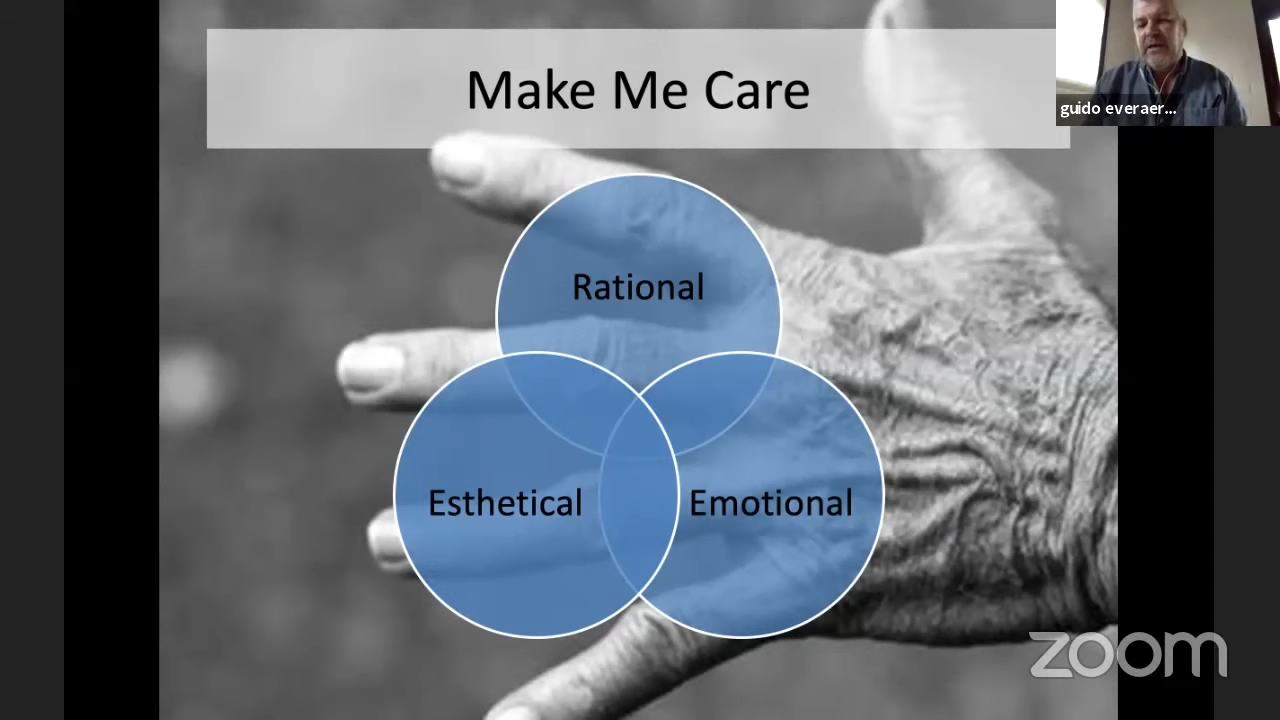 Make Me Care
guido everaer...
Rational
Esthetical
Emotional
zoom